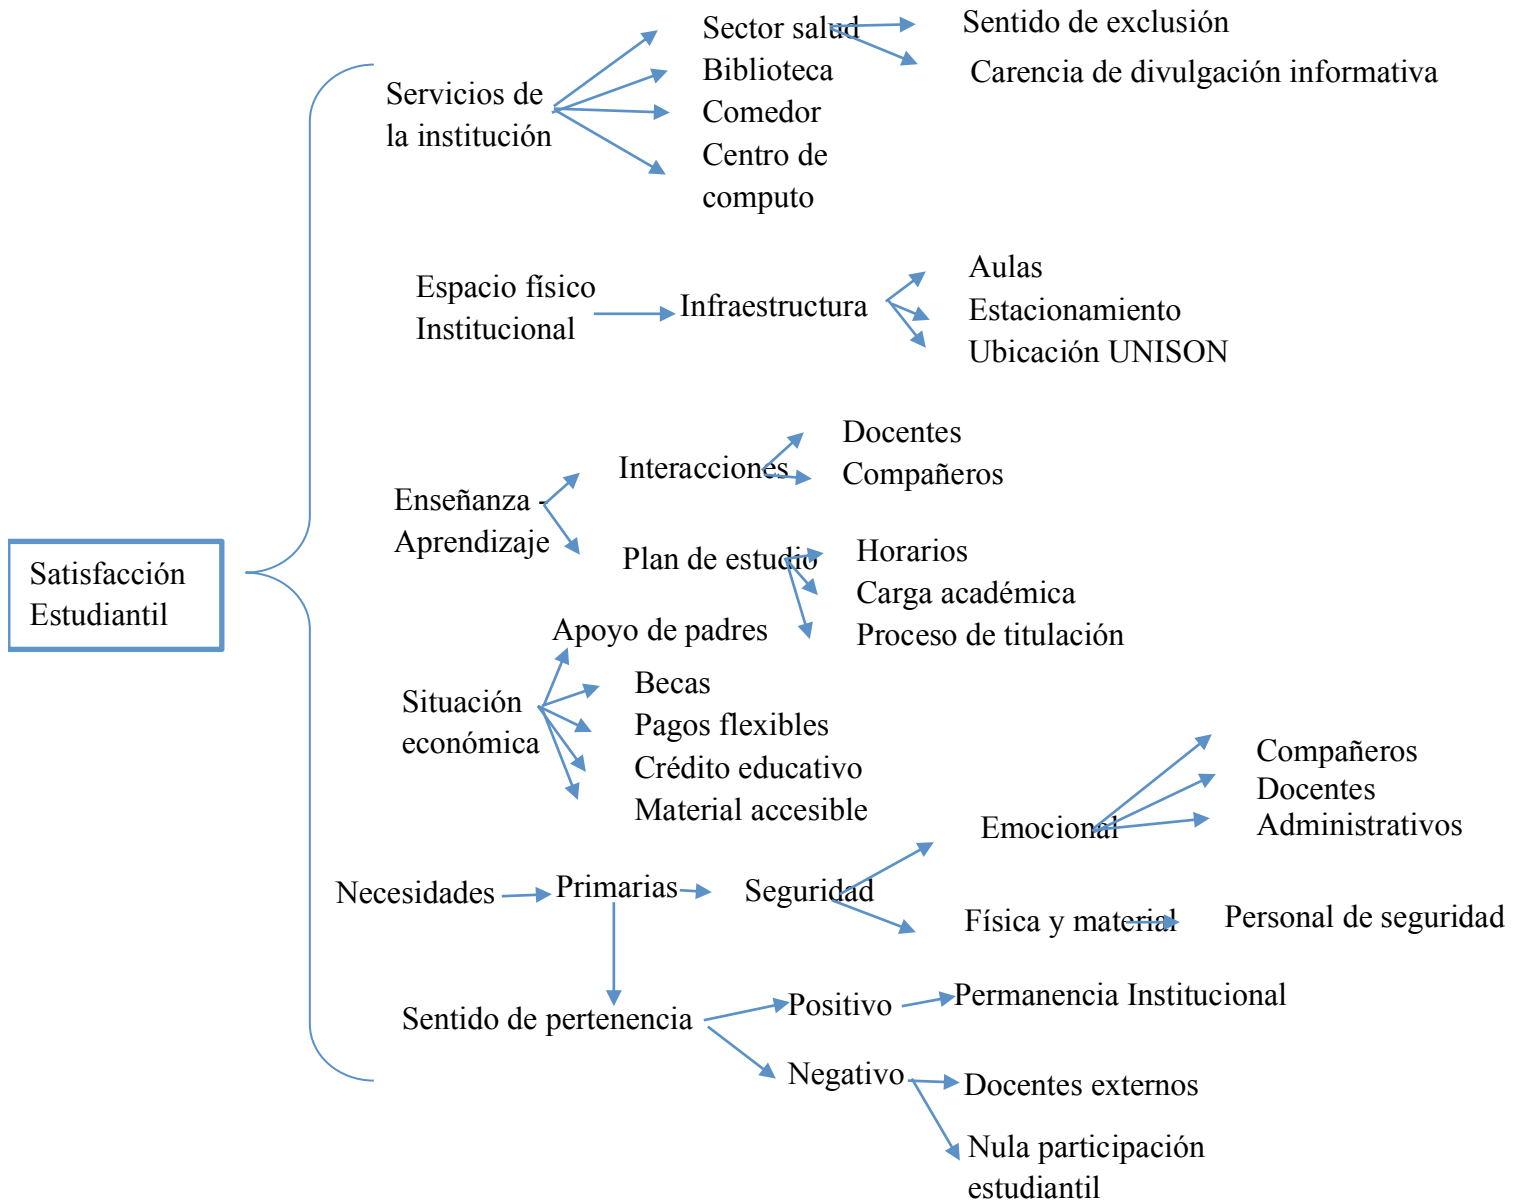 Satisfacción
Estudiantil
Servicios de
la institución
Sector salud
Biblioteca
Comedor
Centro de
computo
Sentido de exclusión
Carencia de divulgación informativa
Espacio físico
Institucional
Infraestructura
Aulas
Estacionamiento
Ubicación UNISON
Enseñanza -
Aprendizaje
Interacciones
Docentes
Compañeros
Plan de estudio
Horarios
Carga académica
Proceso de titulación
Situación
económica
Apoyo de padres
Becas
Pagos flexibles
Crédito educativo
Material accesible
Necesidades
Primarias
Seguridad
Emocional
Compañeros
Docentes
Administrativos
Física y material
Personal de seguridad
Sentido de pertenencia
Positivo
Permanencia Institucional
Negativo
Docentes externos
Nula participación
estudiantil